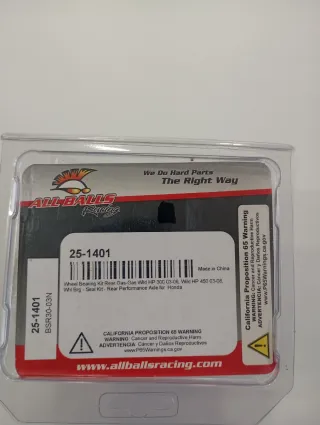 We Do Hard Parts
The Right Way
ALL BALLS
Racing
25-1401
Made in China
Wheel Bearing Kit Rear Gas-Gas Wild HP 300 03-05, Wild HP 450 03-05,
Whl Brg - Seal Kit - Rear Performance Axle for Honda
25-1401
BSR30-03N
CALIFORNIA PROPOSITION 65 WARNING
WARNING: Cancer and Reproductive Harm
ADVERTENCIA: Cáncer y Daños Reproductivos
www.P65Warnings.ca.gov
California Proposition 65 Warning
WARNING: Cancer and Reproductive Harm
ADVERTENCIA: Cáncer y Daños Reproductivos
www.P65Warnings.ca.gov
www.allballsracing.com